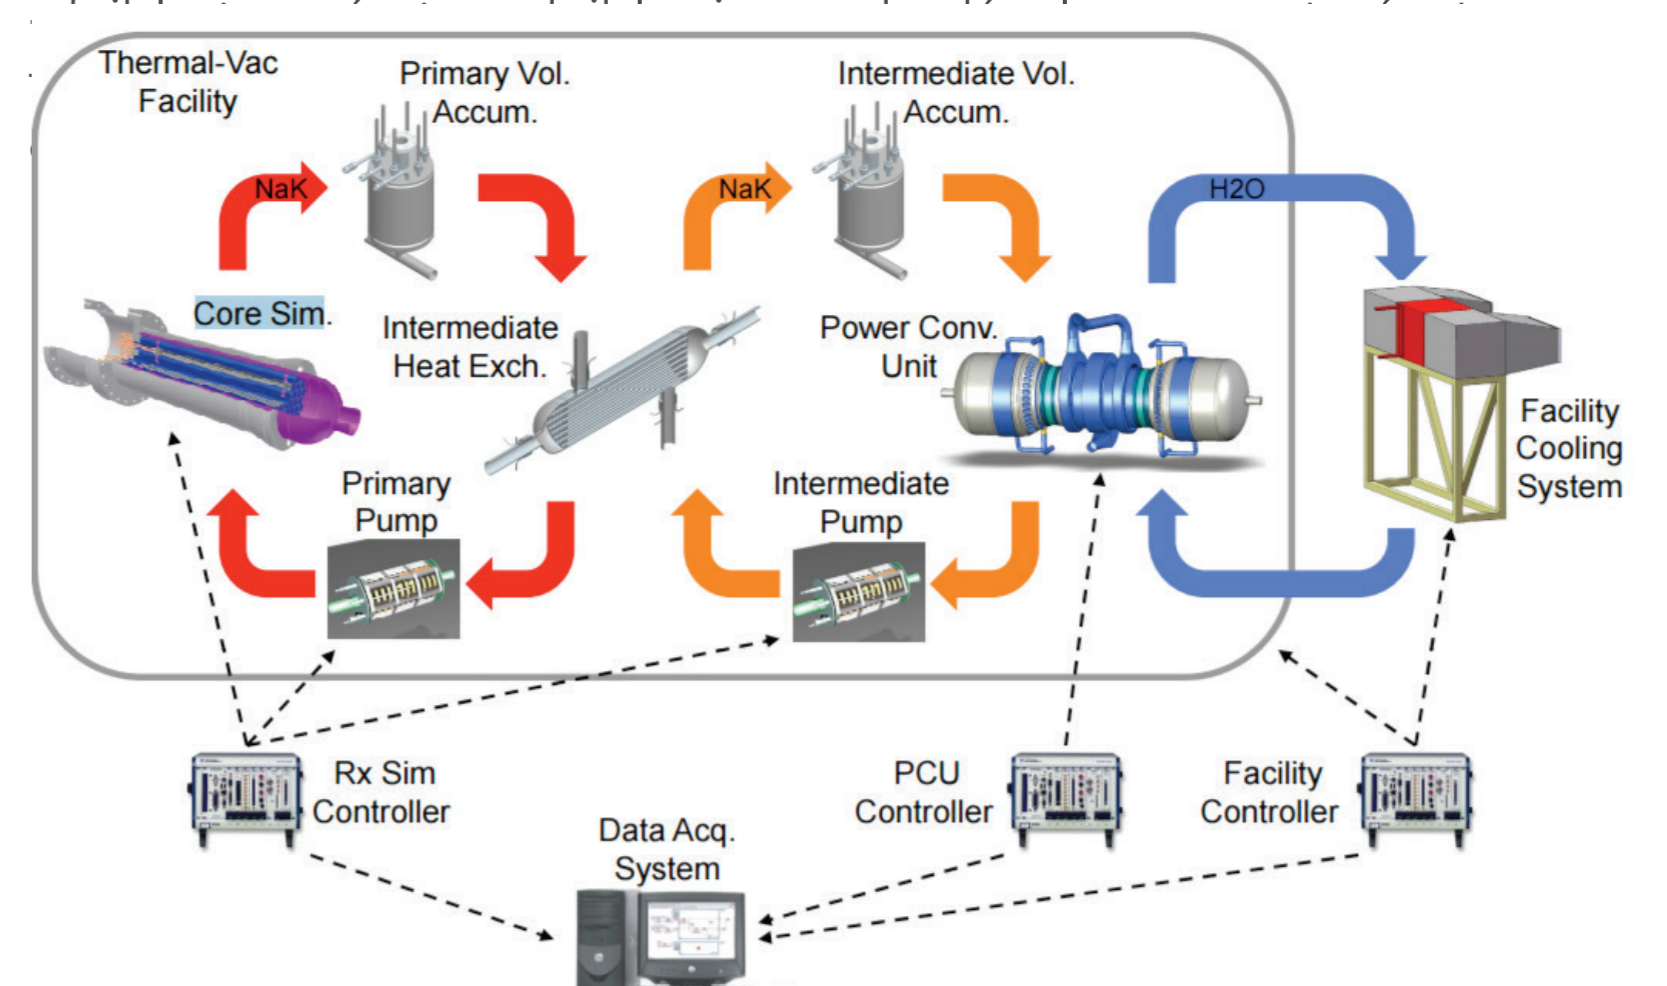 Thermal-Vac
Facility
Primary Vol.
Accum.
Intermediate Vol.
Accum.
NaK
NaK
H2O
Core Sim.
Intermediate
Heat Exch.
Power Conv.
Unit
Facility
Cooling
System
Primary
Pump
Intermediate
Pump
Rx Sim
Controller
PCU
Controller
Facility
Controller
Data Acq.
System